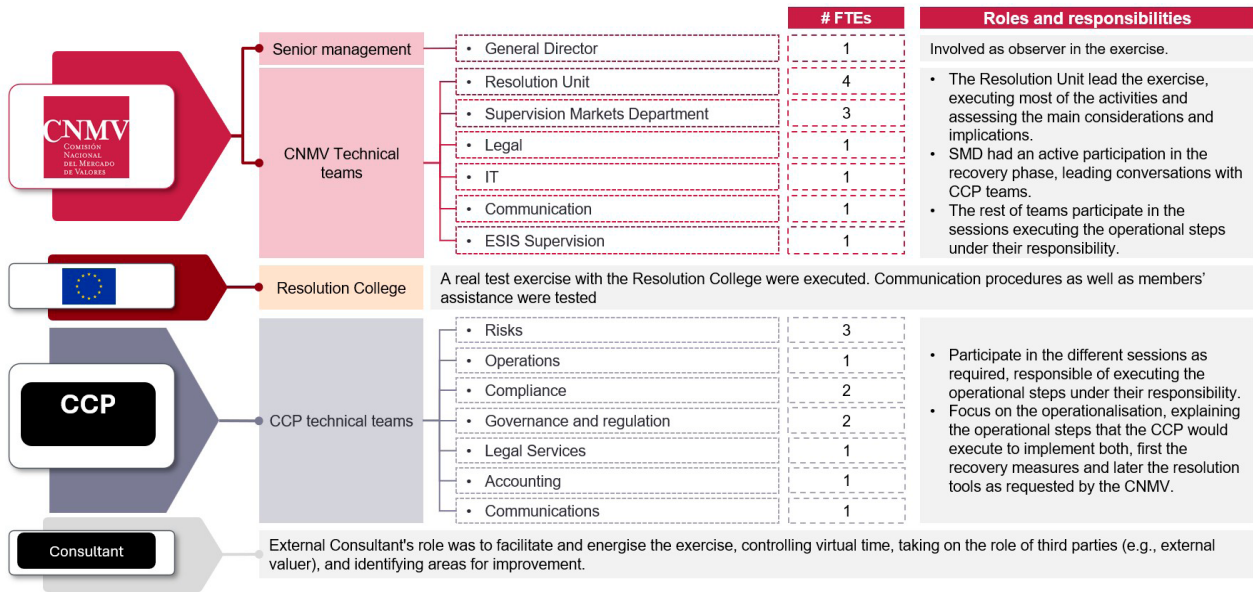 # FTEs
Roles and responsibilities
CNMV
COMISIÓN
NACIONAL
DEL MERCADO
DE VALORES
Senior management
• General Director
1
Involved as observer in the exercise.
CNMV Technical
teams
• Resolution Unit
4
• Supervision Markets Department
3
• Legal
1
• IT
1
• Communication
1
• ESIS Supervision
1
• The Resolution Unit lead the exercise,
executing most of the activities and
assessing the main considerations and
implications.
• SMD had an active participation in the
recovery phase, leading conversations with
CCP teams.
• The rest of teams participate in the
sessions executing the operational steps
under their responsibility.
Resolution College
A real test exercise with the Resolution College were executed. Communication procedures as well as members’
assistance were tested
CCP
CCP technical teams
• Risks
3
• Operations
1
• Compliance
2
• Governance and regulation
2
• Legal Services
1
• Accounting
1
• Communications
1
• Participate in the different sessions as
required, responsible of executing the
operational steps under their responsibility.
• Focus on the operationalisation, explaining
the operational steps that the CCP would
execute to implement both, first the
recovery measures and later the resolution
tools as requested by the CNMV.
Consultant
External Consultant's role was to facilitate and energise the exercise, controlling virtual time, taking on the role of third parties (e.g., external
valuer), and identifying areas for improvement.